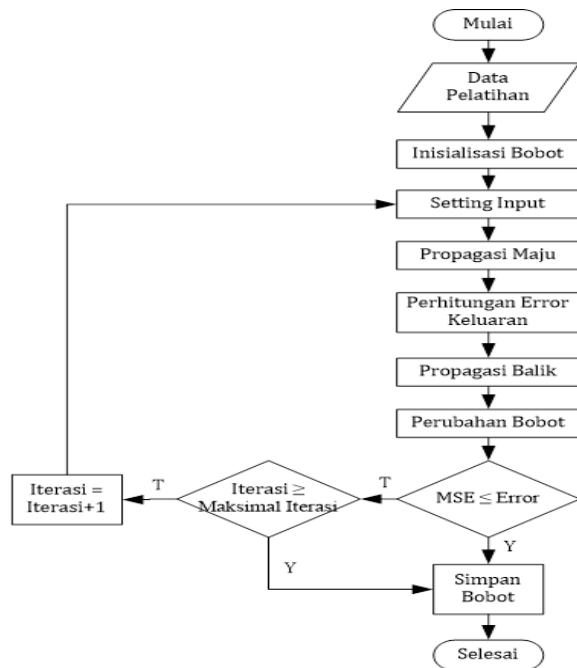 Mulai
Data
Pelatihan
Inisialisasi Bobot
Setting Input
Propagasi Maju
Perhitungan Error
Keluaran
Propagasi Balik
Perubahan Bobot
MSE ≤ Error
T
Iterasi ≥
Maksimal Iterasi
T
Iterasi =
Iterasi+1
Y
Y
Simpan
Bobot
Selesai